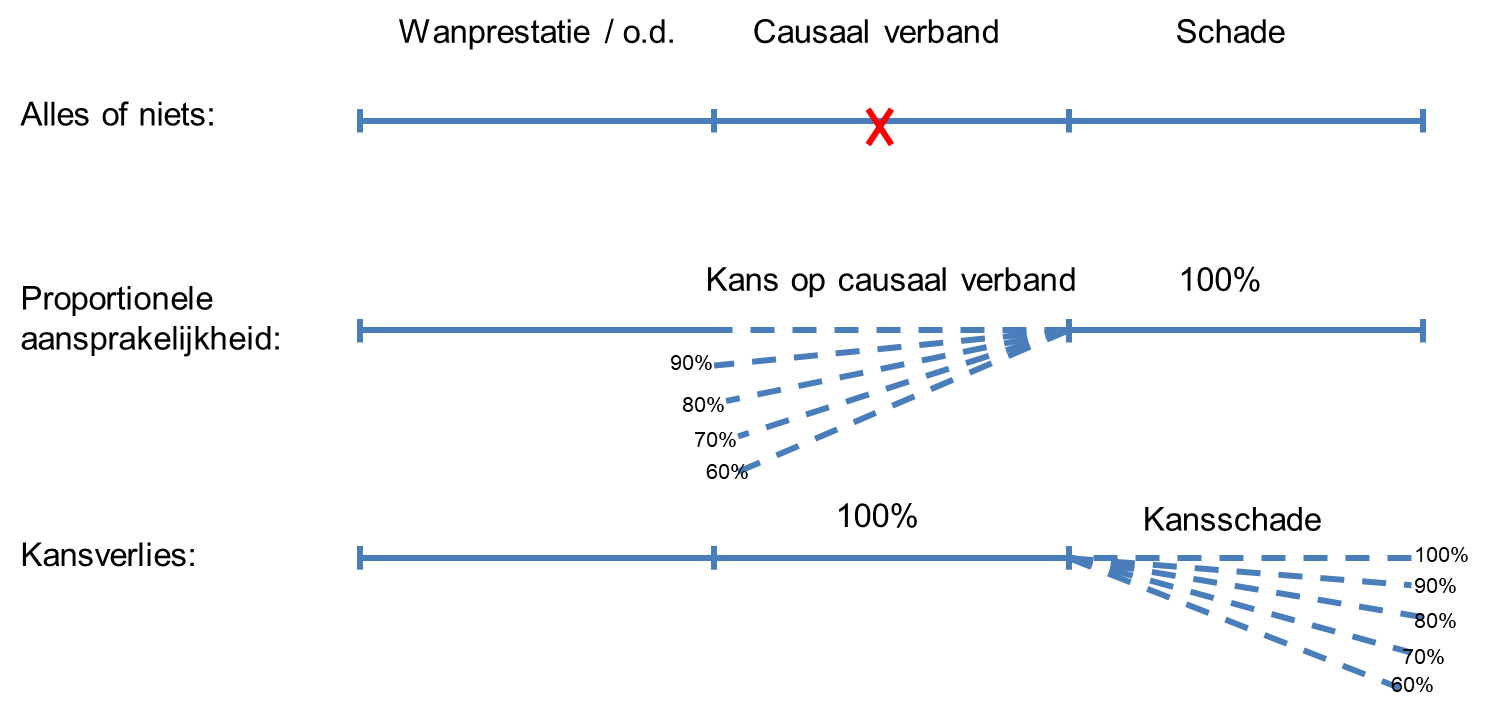 Wanprestatie / o.d. Causaal verband Schade
Alles of niets:
Kans op causaal verband 100%
Proportionele
aansprakelijkheid:
90%
80%
70%
60%
100% Kansschade
Kansverlies:
100%
90%
80%
70%
60%